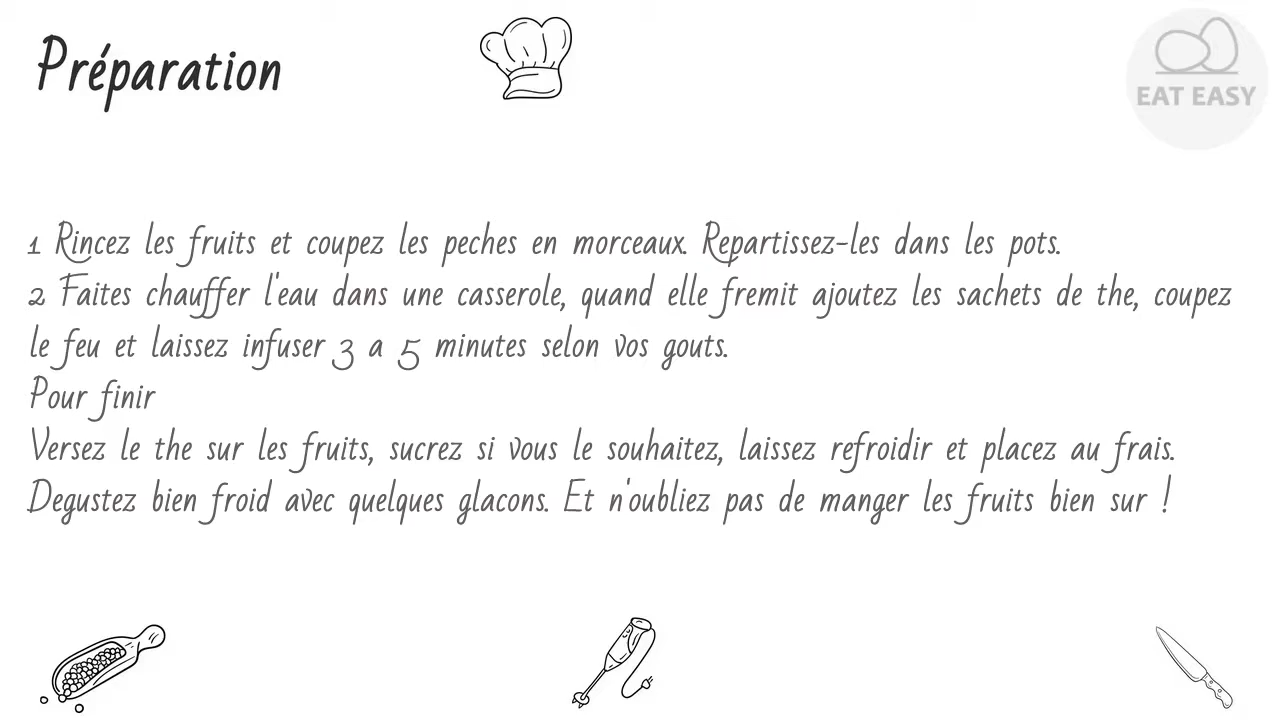 Préparation
EAT EASY
1 Rincez les fruits et coupez les peches en morceaux. Repartissez-les dans les pots.
2 Faites chauffer l'eau dans une casserole, quand elle fremit ajoutez les sachets de the, coupez
le feu et laissez infuser 3 a 5 minutes selon vos gouts.
Pour finir
Versez le the sur les fruits, sucrez si vous le souhaitez, laissez refroidir et placez au frais.
Degustez bien froid avec quelques glacons. Et n'oubliez pas de manger les fruits bien sur !